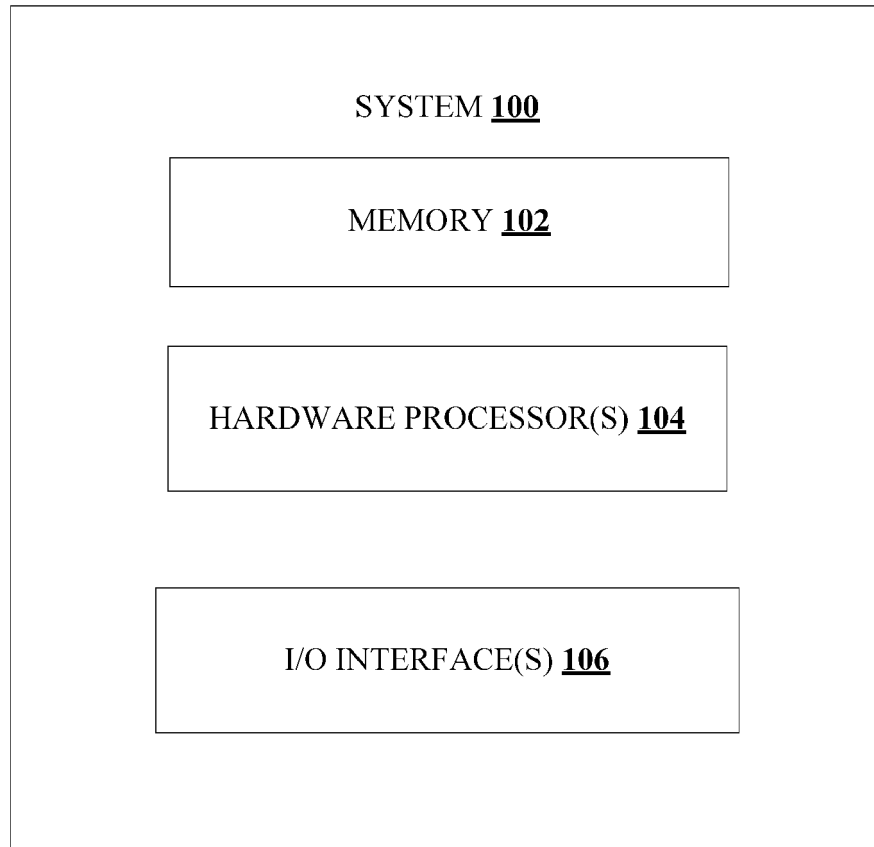 SYSTEM 100
MEMORY 102
HARDWARE PROCESSOR(S) 104
I/O INTERFACE(S) 106